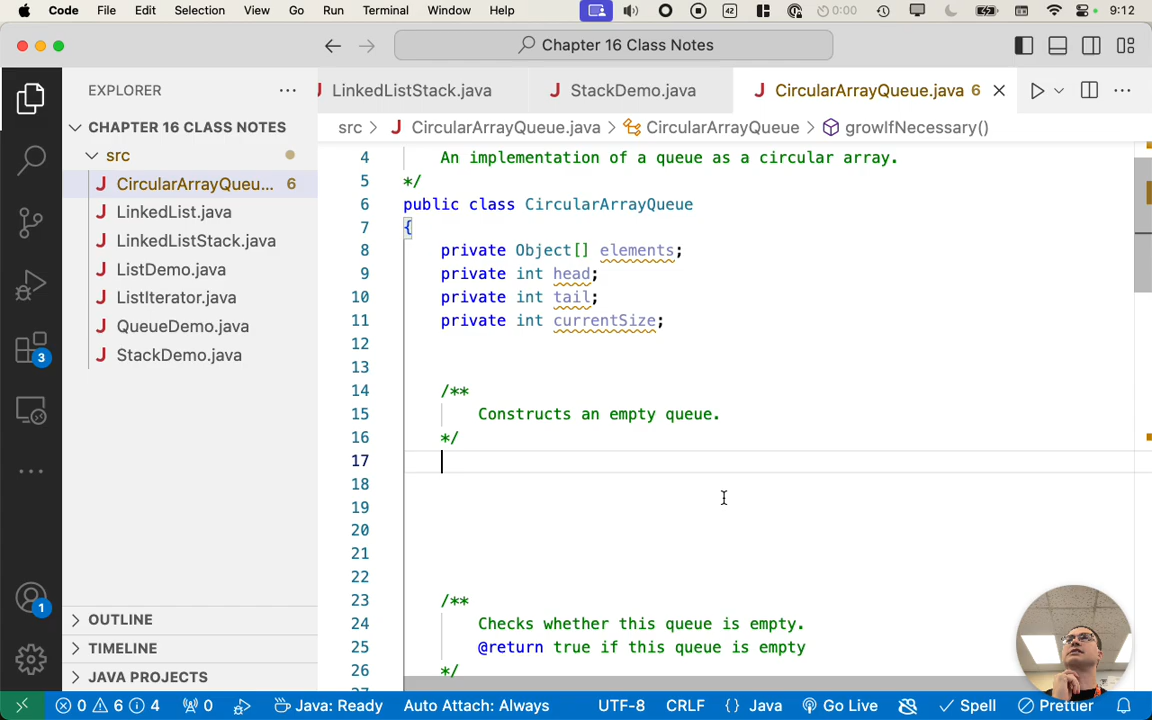 Code File Edit Selection View Go Run Terminal Window Help 42 0:00 9:12
Chapter 16 Class Notes
EXPLORER
CHAPTER 16 CLASS NOTES
src
CircularArrayQueu... 6
LinkedList.java
LinkedListStack.java
ListDemo.java
ListIterator.java
QueueDemo.java
StackDemo.java
OUTLINE
TIMELINE
JAVA PROJECTS
3
1
LinkedListStack.java StackDemo.java CircularArrayQueue.java 6
src > CircularArrayQueue.java > CircularArrayQueue > growIfNecessary()
4 An implementation of a queue as a circular array.
5 */
6 public class CircularArrayQueue
7 {
8 private Object[] elements;
9 private int head;
10 private int tail;
11 private int currentSize;
12
13
14 /**
15 Constructs an empty queue.
16 */
17
18
19
20
21
22
23 /**
24 Checks whether this queue is empty.
25 @return true if this queue is empty
26 */
0 6 4 0 Java: Ready Auto Attach: Always UTF-8 CRLF {} Java Go Live Spell Prettier